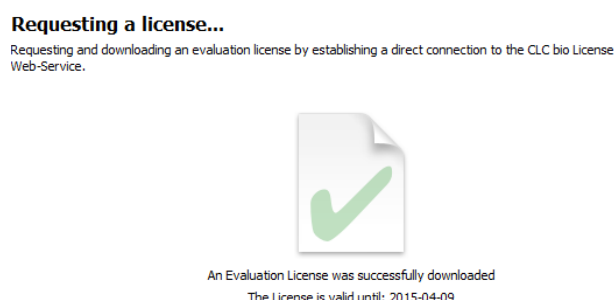 Requesting a license...
Requesting and downloading an evaluation license by establishing a direct connection to the CLC bio License
Web-Service.
An Evaluation License was successfully downloaded
The License is valid until: 2015-04-09